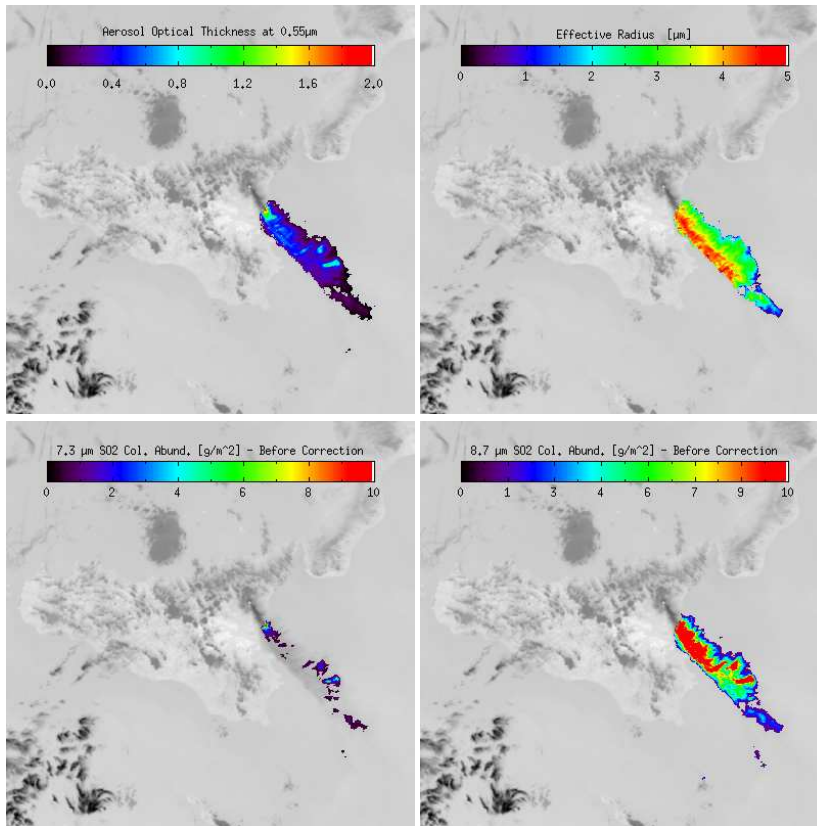 Aerosol Optical Thickness at 0.55µm
0.0 0.4 0.8 1.2 1.6 2.0
Effective Radius [µm]
0 1 2 3 4 5
7.3 µm SO2 Col. Abund. [g/m^2] - Before Correction
0 2 4 6 8 10
8.7 µm SO2 Col. Abund. [g/m^2] - Before Correction
0 1 3 4 6 7 9 10